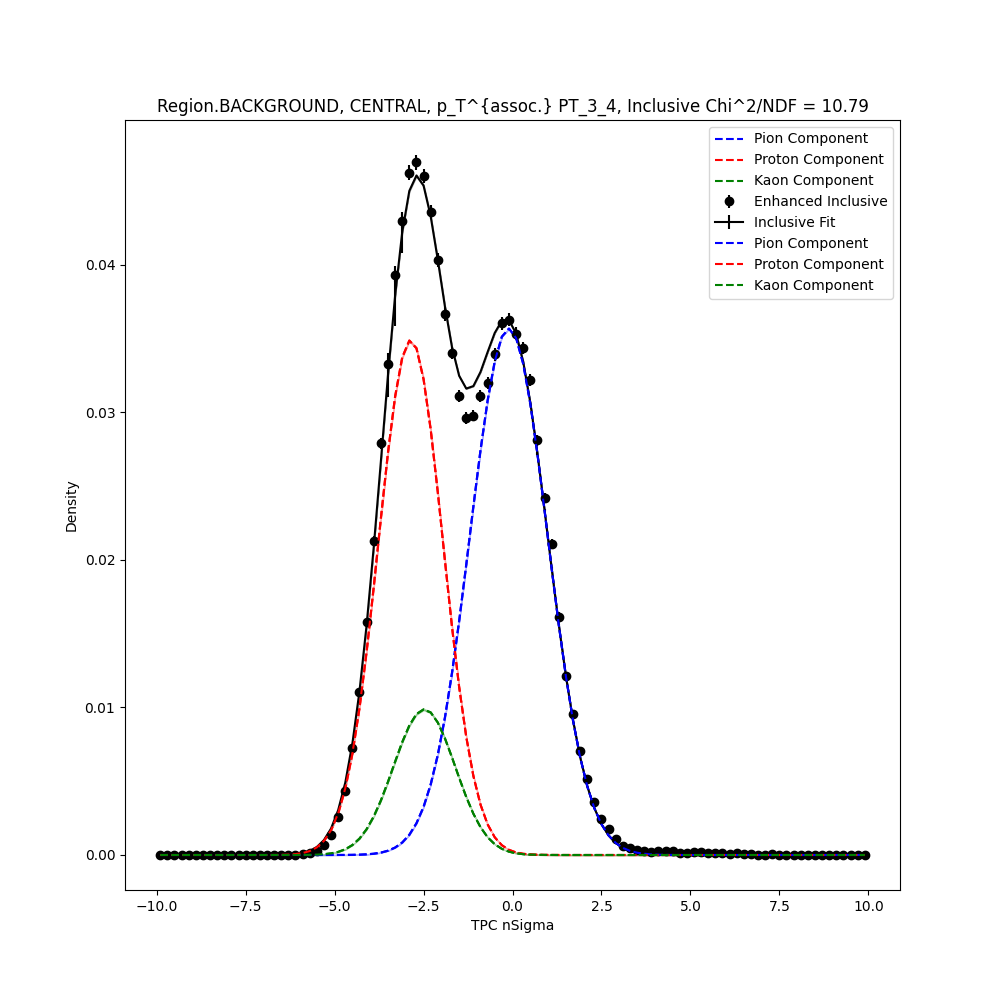 Region.BACKGROUND, CENTRAL, p_T^{assoc.} PT_3_4, Inclusive Chi^2/NDF = 10.79
Pion Component
Proton Component
Kaon Component
Enhanced Inclusive
Inclusive Fit
Pion Component
Proton Component
Kaon Component
0.04
0.03
0.02
0.01
0.00
Density
−10.0 −7.5 −5.0 −2.5 0.0 2.5 5.0 7.5 10.0
TPC nSigma